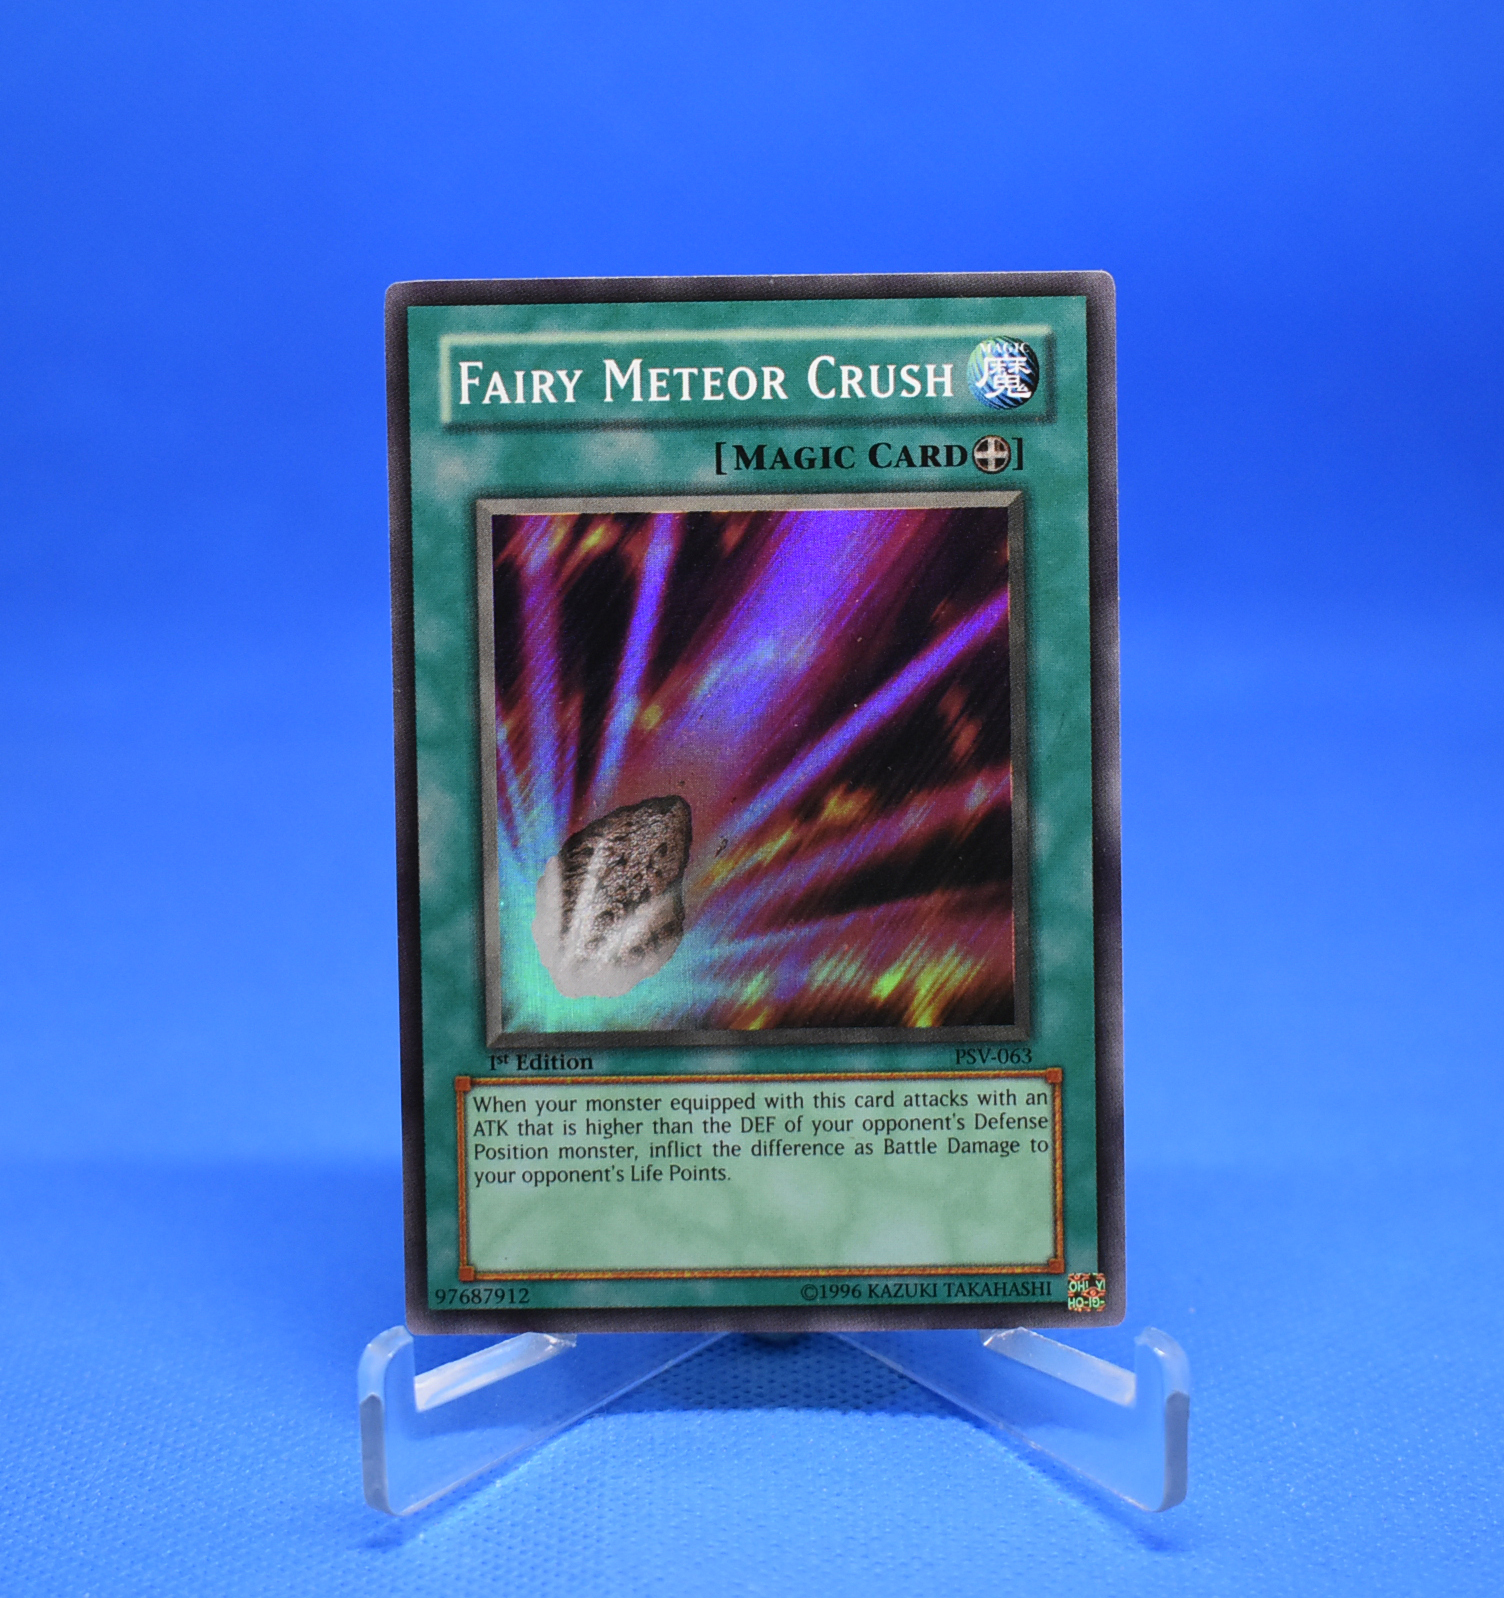 FAIRY METEOR CRUSH
MAGIC
魔
[MAGIC CARD]
1st Edition
PSV-063
When your monster equipped with this card attacks with an
ATK that is higher than the DEF of your opponent's Defense
Position monster, inflict the difference as Battle Damage to
your opponent's Life Points.
97687912
©1996 KAZUKI TAKAHASHI